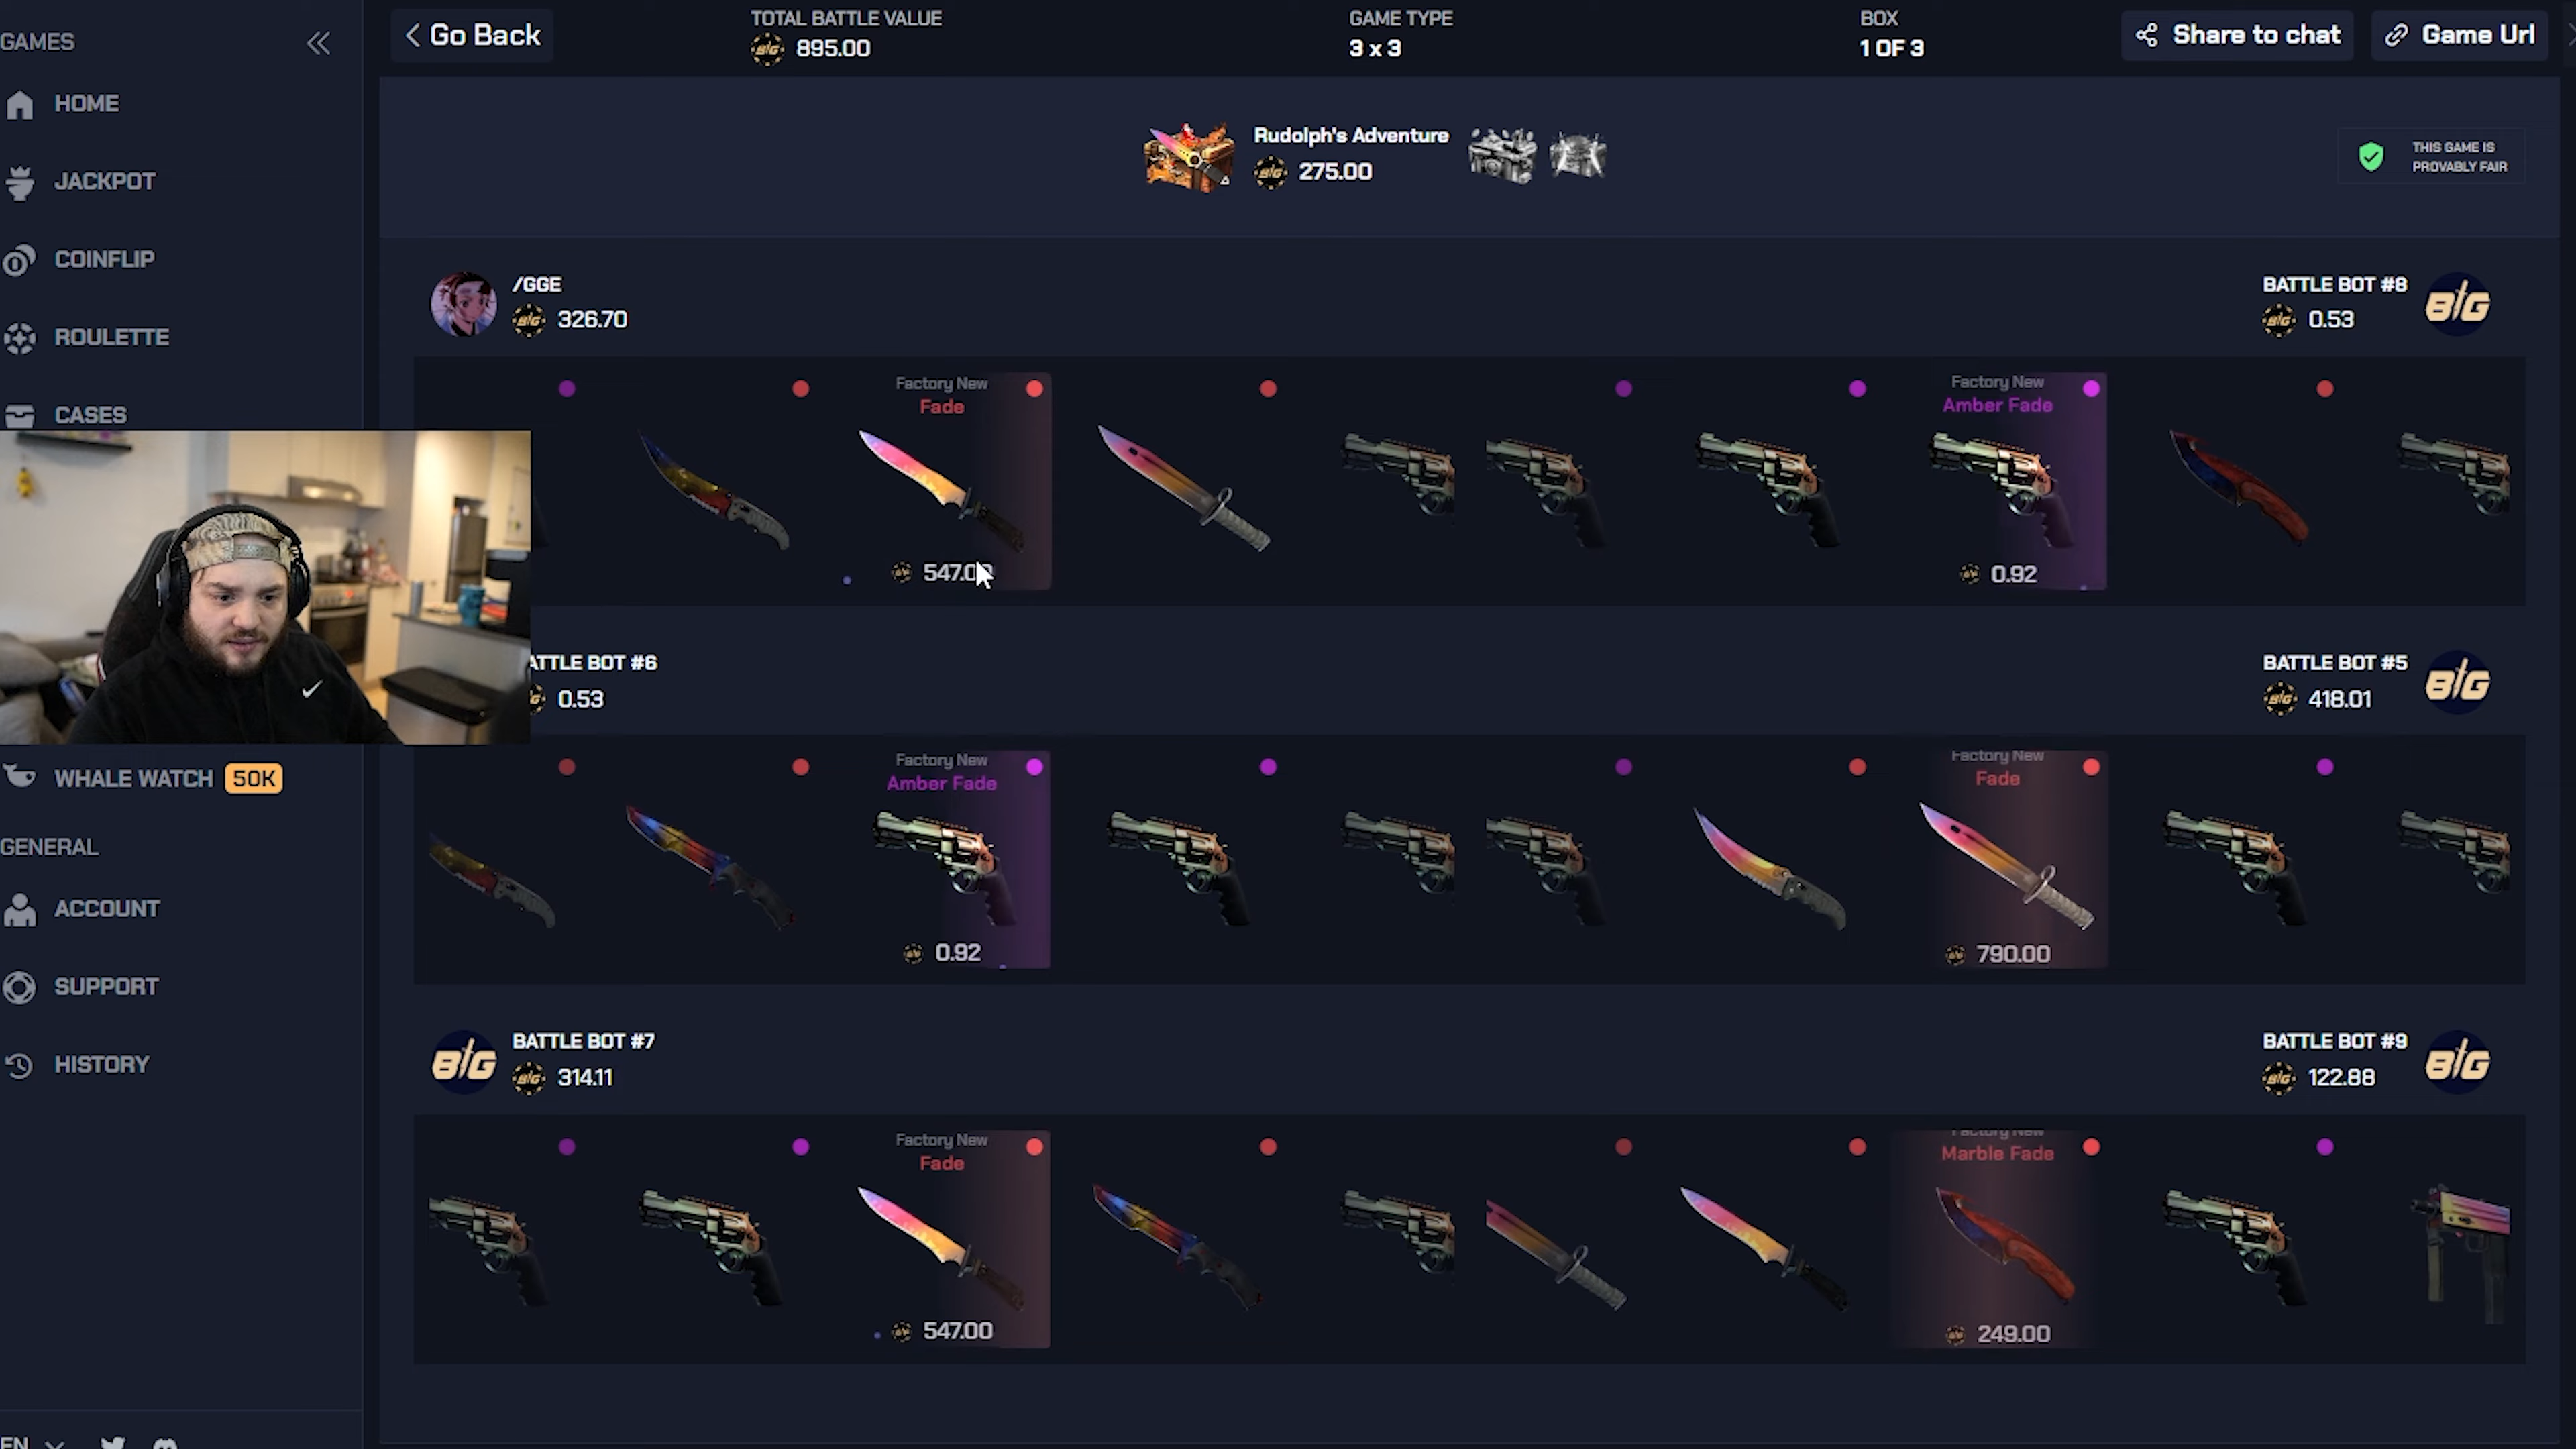 GAMES
Go Back
TOTAL BATTLE VALUE
895.00
GAME TYPE
3 x 3
BOX
1 OF 3
Share to chat
Game Url
HOME
JACKPOT
COINFLIP
ROULETTE
CASES
WHALE WATCH 50K
GENERAL
ACCOUNT
SUPPORT
HISTORY
EN
Rudolph's Adventure
275.00
THIS GAME IS
PROVABLY FAIR
/GGE
326.70
BATTLE BOT #8
0.53
B!G
Factory New
Fade
547.00
Factory New
Amber Fade
0.92
ATTLE BOT #6
0.53
BATTLE BOT #5
418.01
B!G
Factory New
Amber Fade
0.92
Factory New
Fade
790.00
B!G
BATTLE BOT #7
314.11
BATTLE BOT #9
122.88
B!G
Factory New
Fade
547.00
Factory New
Marble Fade
249.00